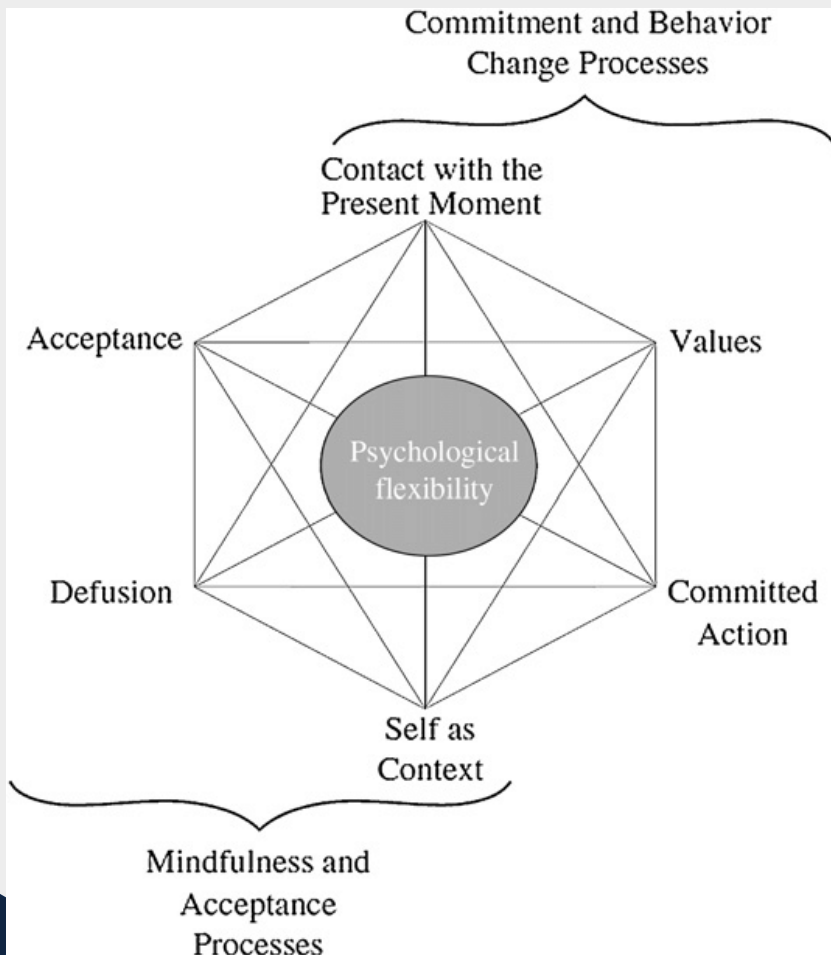 Commitment and Behavior
Change Processes
Contact with the
Present Moment
Acceptance
Values
Psychological
flexibility
Defusion
Committed
Action
Self as
Context
Mindfulness and
Acceptance
Processes